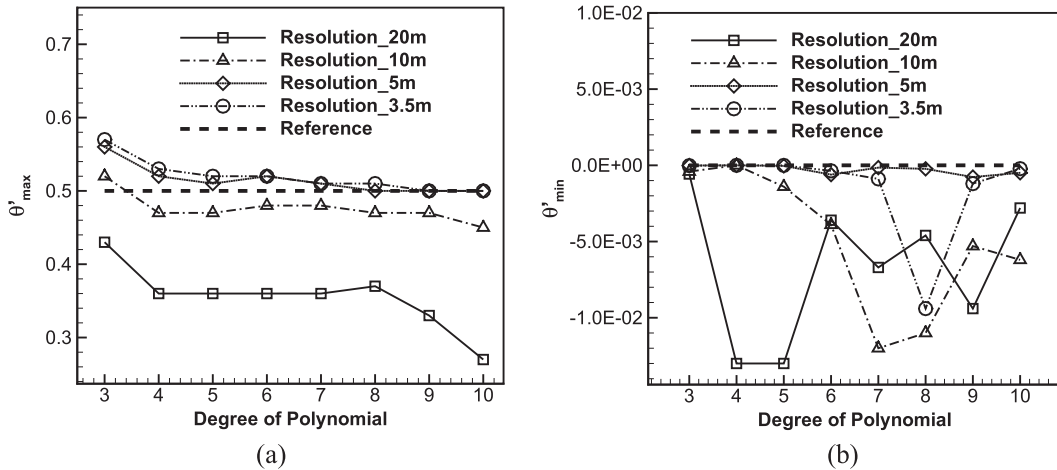 0.7
0.6
0.5
0.4
0.3
θ'max
Resolution_20m
Resolution_10m
Resolution_5m
Resolution_3.5m
Reference
3 4 5 6 7 8 9 10
Degree of Polynomial
(a)
1.0E-02
5.0E-03
0.0E+00
-5.0E-03
-1.0E-02
θ'min
Resolution_20m
Resolution_10m
Resolution_5m
Resolution_3.5m
Reference
3 4 5 6 7 8 9 10
Degree of Polynomial
(b)